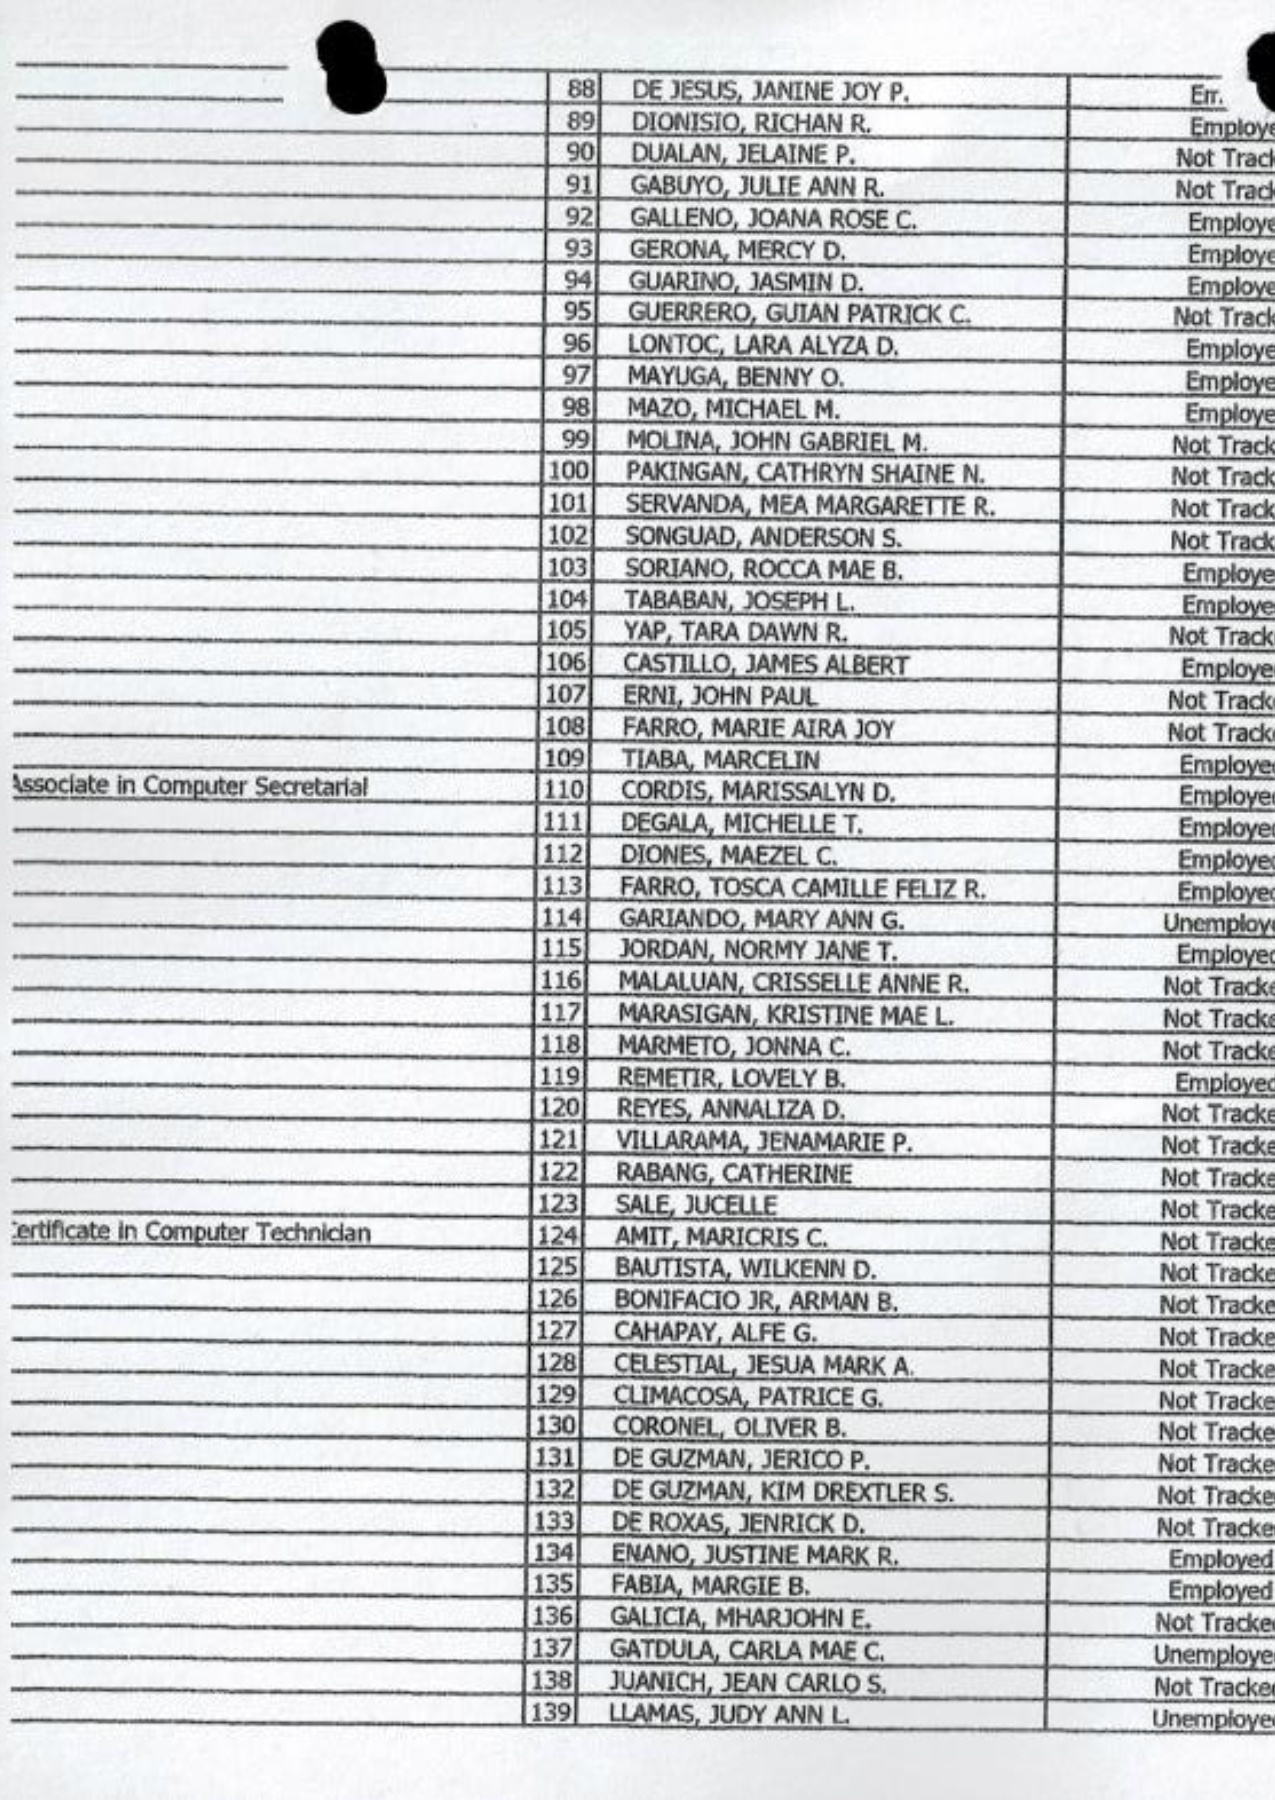 88 DE JESUS, JANINE JOY P. Em.
89 DIONISIO, RICHAN R. Employe
90 DUALAN, JELAINE P. Not Track
91 GABUYO, JULIE ANN R. Not Track
92 GALLENO, JOANA ROSE C. Employe
93 GERONA, MERCY D. Employe
94 GUARINO, JASMIN D. Employe
95 GUERRERO, GUIAN PATRICK C. Not Track
96 LONTOC, LARA ALYZA D. Employe
97 MAYUGA, BENNY O. Employe
98 MAZO, MICHAEL M. Employe
99 MOLINA, JOHN GABRIEL M. Not Track
100 PAKINGAN, CATHRYN SHAINE N. Not Track
101 SERVANDA, MEA MARGARETTE R. Not Track
102 SONGUAD, ANDERSON S. Not Track
103 SORIANO, ROCCA MAE B. Employe
104 TABABAN, JOSEPH L. Employe
105 YAP, TARA DAWN R. Not Track
106 CASTILLO, JAMES ALBERT Employe
107 ERNI, JOHN PAUL Not Tracke
108 FARRO, MARIE AIRA JOY Not Tracke
109 TIABA, MARCELIN Employed
Associate in Computer Secretarial 110 CORDIS, MARISSALYN D. Employed
111 DEGALA, MICHELLE T. Employed
112 DIONES, MAEZEL C. Employed
113 FARRO, TOSCA CAMILLE FELIZ R. Employed
114 GARIANDO, MARY ANN G. Unemploye
115 JORDAN, NORMY JANE T. Employed
116 MALALUAN, CRISSELLE ANNE R. Not Tracke
117 MARASIGAN, KRISTINE MAE L. Not Tracke
118 MARMETO, JONNA C. Not Tracke
119 REMETIR, LOVELY B. Employed
120 REYES, ANNALIZA D. Not Tracke
121 VILLARAMA, JENAMARIE P. Not Tracke
122 RABANG, CATHERINE Not Tracke
123 SALE, JUCELLE Not Tracke
ertificate in Computer Technician 124 AMIT, MARICRIS C. Not Tracke
125 BAUTISTA, WILKENN D. Not Tracke
126 BONIFACIO JR, ARMAN B. Not Tracke
127 CAHAPAY, ALFE G. Not Tracke
128 CELESTIAL, JESUA MARK A. Not Tracke
129 CLIMACOSA, PATRICE G. Not Tracke
130 CORONEL, OLIVER B. Not Tracke
131 DE GUZMAN, JERICO P. Not Tracke
132 DE GUZMAN, KIM DREXTLER S. Not Tracke
133 DE ROXAS, JENRICK D. Not Tracke
134 ENANO, JUSTINE MARK R. Employed
135 FABIA, MARGIE B. Employed
136 GALICIA, MHARJOHN E. Not Tracked
137 GATDULA, CARLA MAE C. Unemploye
138 JUANICH, JEAN CARLO S. Not Tracked
139 LLAMAS, JUDY ANN L. Unemployed